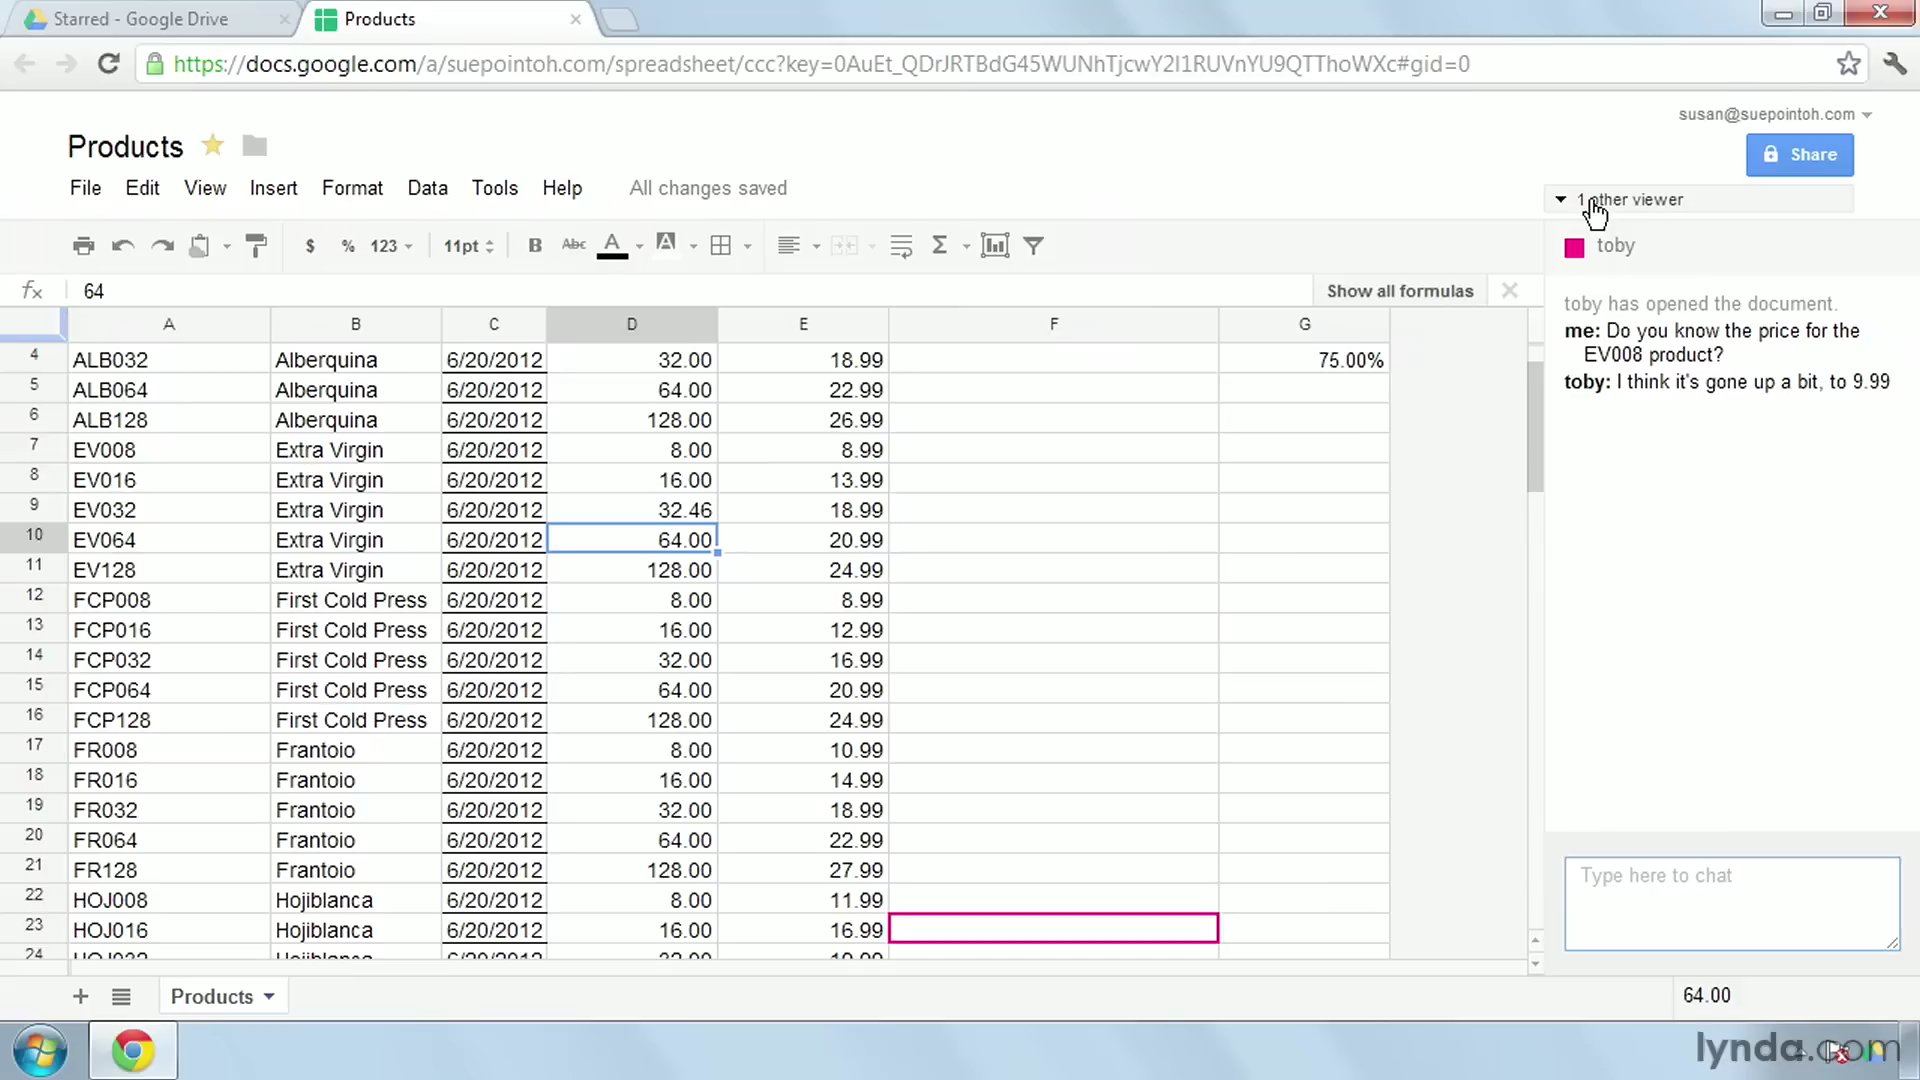 Starred - Google Drive
Products
https://docs.google.com/a/suepointoh.com/spreadsheet/ccc?key=0AuEt_QDrJRTBdG45WUNhTjcwY2I1RUVnYU9QTThoWXc#gid=0
susan@suepointoh.com
Products
Share
File Edit View Insert Format Data Tools Help All changes saved
1 other viewer
$ % 123 11pt B Abc A A Σ
toby
fx 64 Show all formulas
A B C D E F G
toby has opened the document.
me: Do you know the price for the
EV008 product?
toby: I think it's gone up a bit, to 9.99
4 ALB032 Alberquina 6/20/2012 32.00 18.99 75.00%
5 ALB064 Alberquina 6/20/2012 64.00 22.99
6 ALB128 Alberquina 6/20/2012 128.00 26.99
7 EV008 Extra Virgin 6/20/2012 8.00 8.99
8 EV016 Extra Virgin 6/20/2012 16.00 13.99
9 EV032 Extra Virgin 6/20/2012 32.46 18.99
10 EV064 Extra Virgin 6/20/2012 64.00 20.99
11 EV128 Extra Virgin 6/20/2012 128.00 24.99
12 FCP008 First Cold Press 6/20/2012 8.00 8.99
13 FCP016 First Cold Press 6/20/2012 16.00 12.99
14 FCP032 First Cold Press 6/20/2012 32.00 16.99
15 FCP064 First Cold Press 6/20/2012 64.00 20.99
16 FCP128 First Cold Press 6/20/2012 128.00 24.99
17 FR008 Frantoio 6/20/2012 8.00 10.99
18 FR016 Frantoio 6/20/2012 16.00 14.99
19 FR032 Frantoio 6/20/2012 32.00 18.99
20 FR064 Frantoio 6/20/2012 64.00 22.99
21 FR128 Frantoio 6/20/2012 128.00 27.99
22 HOJ008 Hojiblanca 6/20/2012 8.00 11.99
23 HOJ016 Hojiblanca 6/20/2012 16.00 16.99
24 HOJ032 Hojiblanca 6/20/2012 32.00 19.99
Type here to chat
Products
64.00
lynda.com